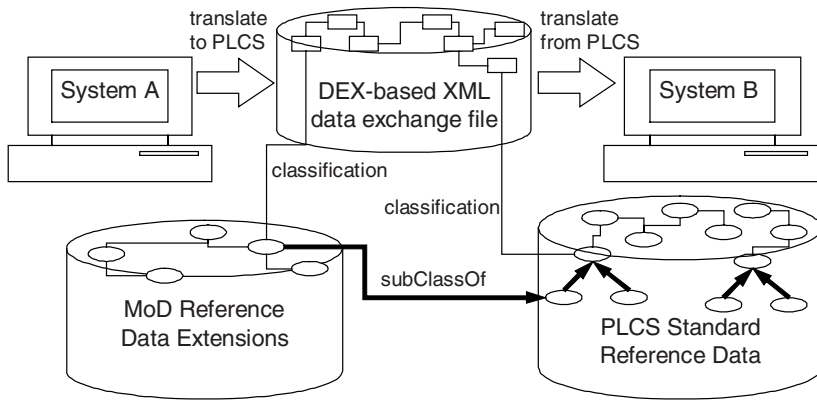 translate
to PLCS
translate
from PLCS
System A
DEX-based XML
data exchange file
System B
classification
classification
subClassOf
MoD Reference
Data Extensions
PLCS Standard
Reference Data